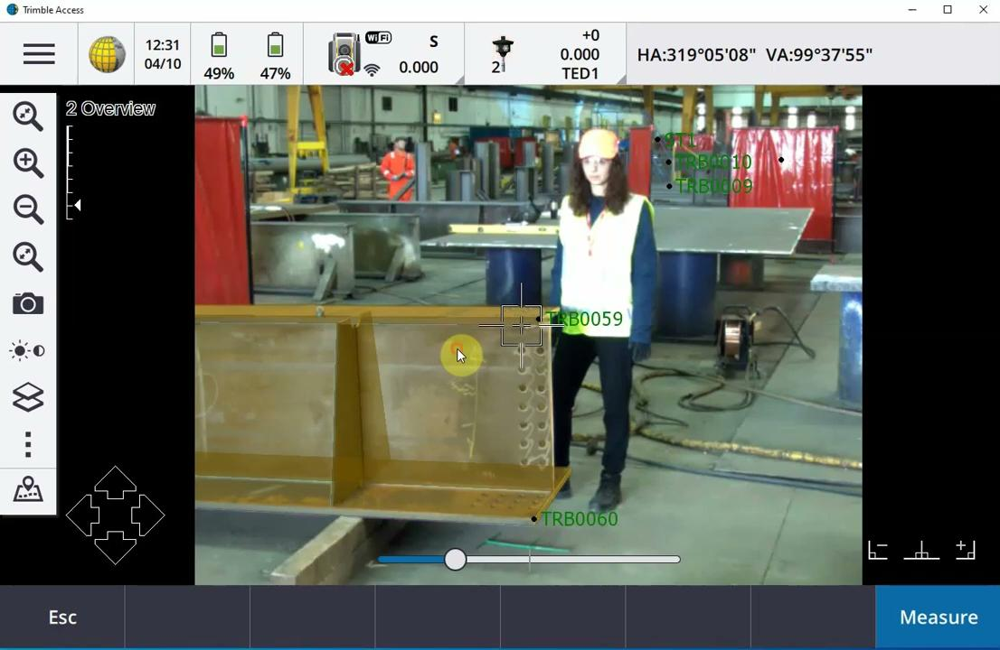 Trimble Access
12:31
04/10
49%
47%
WiFi
S
0.000
2
+0
0.000
TED1
HA:319°05'08" VA:99°37'55"
2 Overview
ST1
TRB0010
TRB0009
TRB0059
TRB0060
Esc
Measure